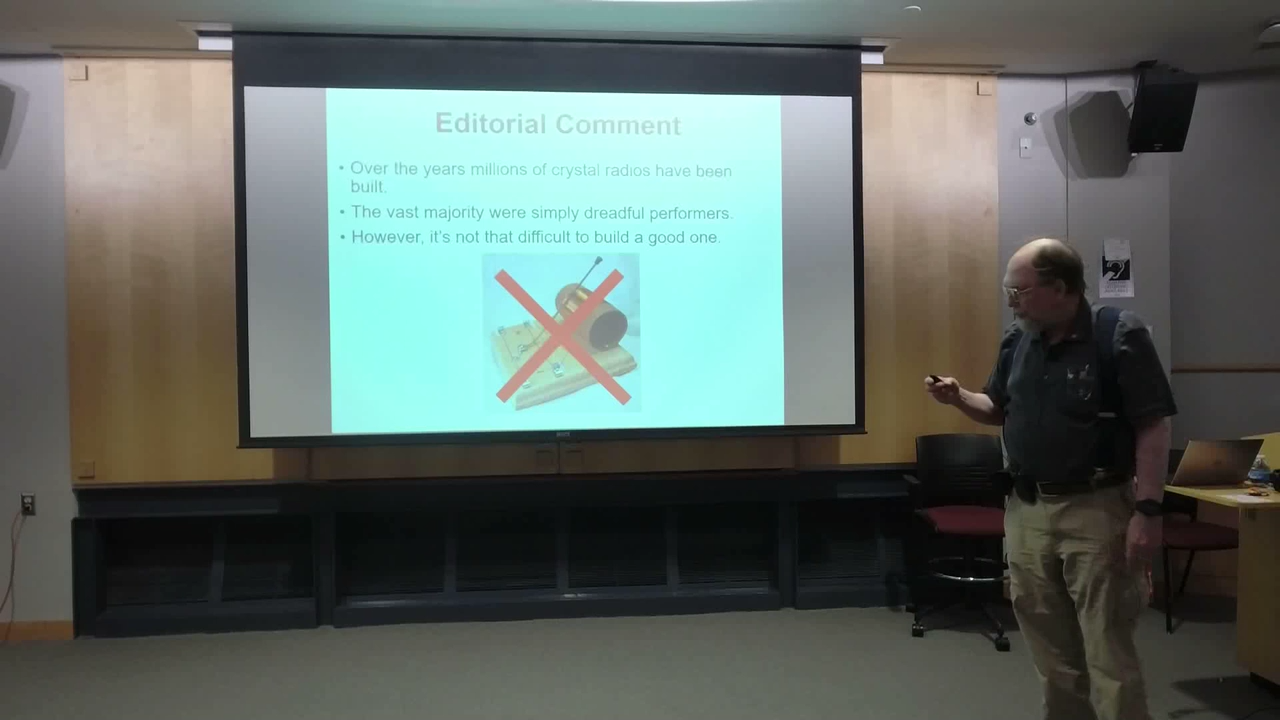 Editorial Comment
• Over the years millions of crystal radios have been
built.
• The vast majority were simply dreadful performers.
• However, it's not that difficult to build a good one.